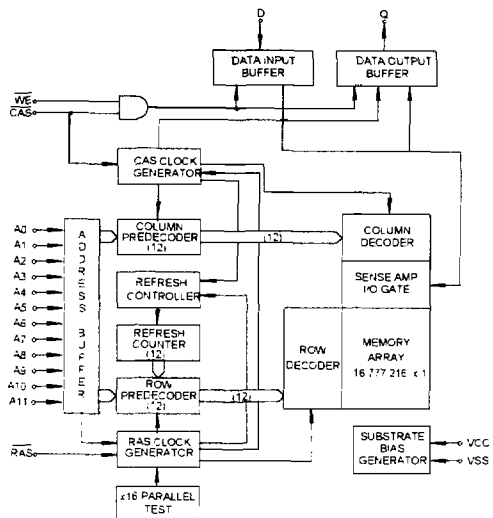 D
Q
DATA INPUT
BUFFER
DATA OUTPUT
BUFFER
WE
CAS
CAS CLOCK
GENERATOR
A0
A1
A2
A3
A4
A5
A6
A7
A8
A9
A10
A11
ADDRESS BUFFER
COLUMN
PREDECODER
(12)
(12)
COLUMN
DECODER
REFRESH
CONTROLLER
SENSE AMP
I/O GATE
REFRESH
COUNTER
(12)
ROW
DECODER
MEMORY
ARRAY
16 777 216 x 1
ROW
PREDECODER
(12)
(12)
RAS
RAS CLOCK
GENERATOR
SUBSTRATE
BIAS
GENERATOR
VCC
VSS
x16 PARALLEL
TEST